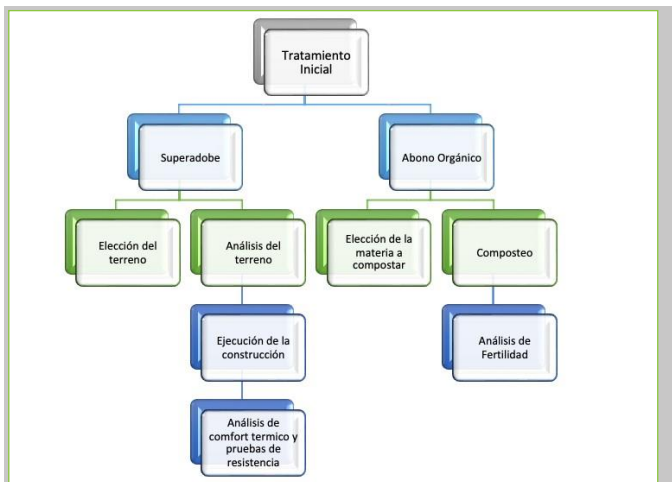 Tratamiento
Inicial
Superadobe
Abono Orgánico
Elección del
terreno
Análisis del
terreno
Elección de la
materia a
compostar
Composteo
Ejecución de la
construcción
Análisis de
Fertilidad
Análisis de
comfort termico y
pruebas de
resistencia